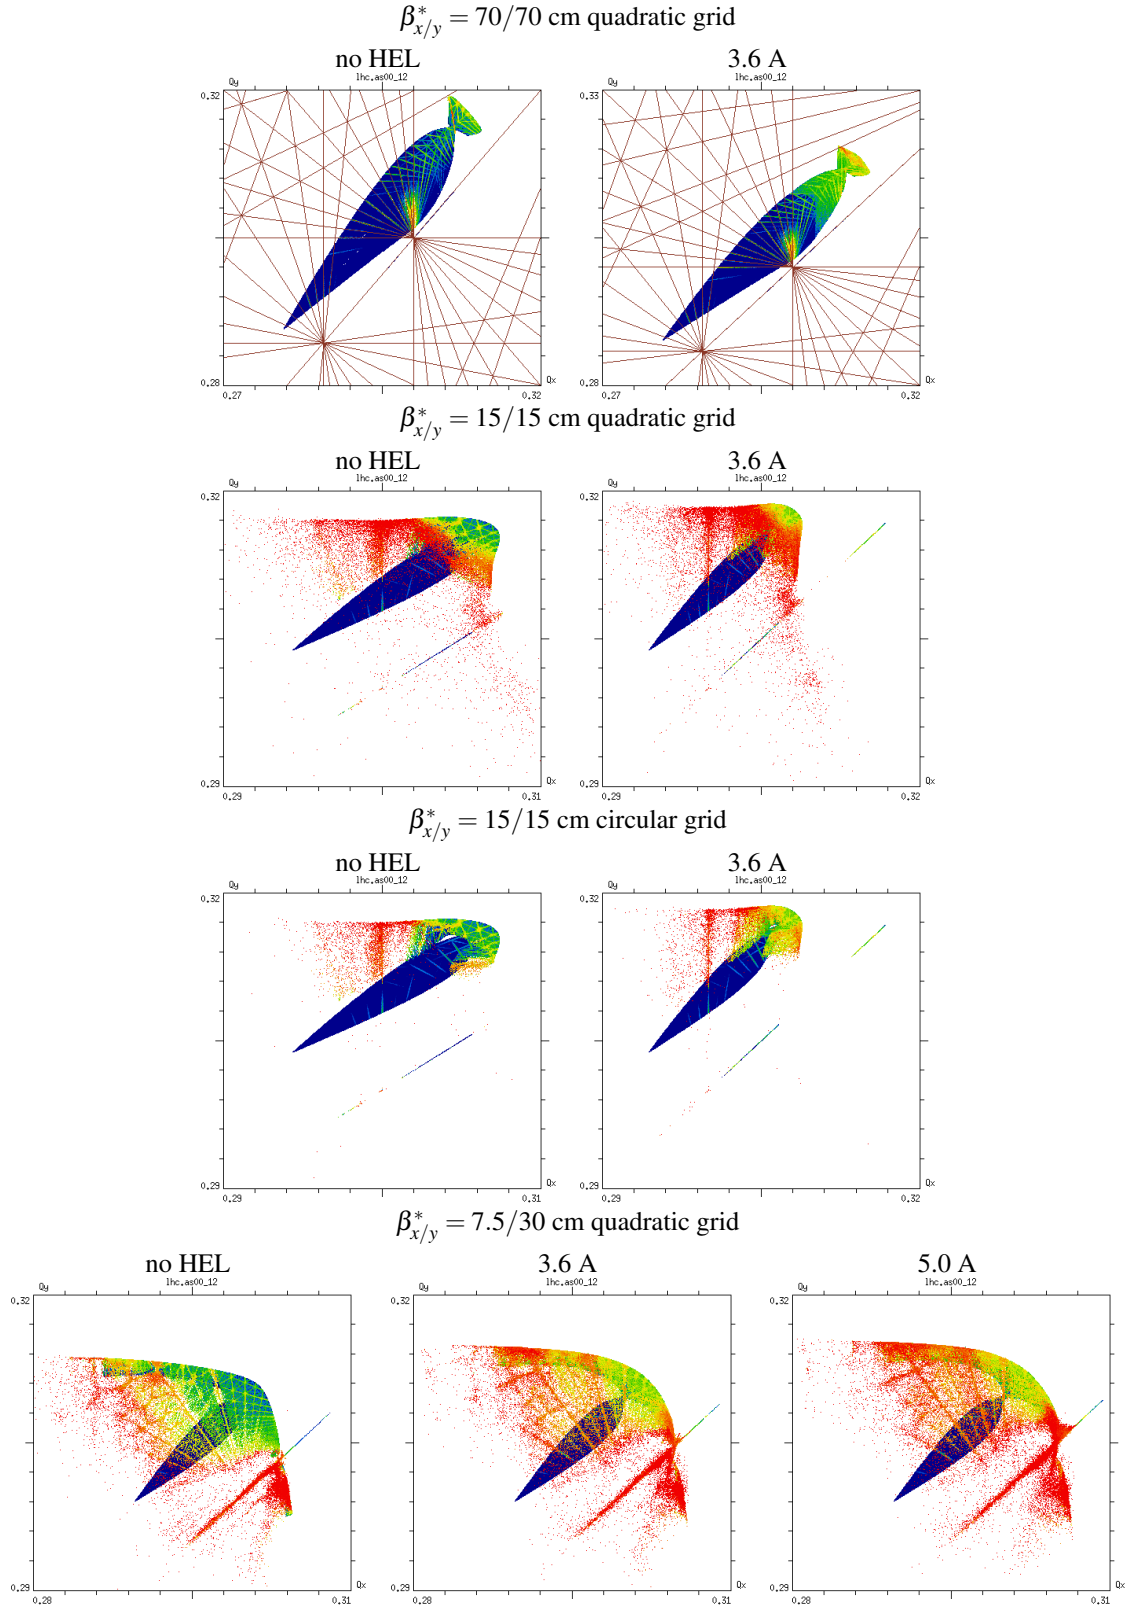 β*x/y = 70/70 cm quadratic grid
no HEL 3.6 A
lhc.as00_12 lhc.as00_12
Qy Qy
0.32 0.33
0.28 Qx 0.28 Qx
0.27 0.32 0.27 0.32
β*x/y = 15/15 cm quadratic grid
no HEL 3.6 A
lhc.as00_12 lhc.as00_12
Qy Qy
0.32 0.32
0.29 Qx 0.29 Qx
0.29 0.31 0.29 0.32
β*x/y = 15/15 cm circular grid
no HEL 3.6 A
lhc.as00_12 lhc.as00_12
Qy Qy
0.32 0.32
0.29 Qx 0.29 Qx
0.29 0.31 0.29 0.32
β*x/y = 7.5/30 cm quadratic grid
no HEL 3.6 A 5.0 A
lhc.as00_12 lhc.as00_12 lhc.as00_12
Qy Qy Qy
0.32 0.32 0.32
0.29 Qx 0.29 Qx 0.29 Qx
0.28 0.31 0.28 0.31 0.28 0.31